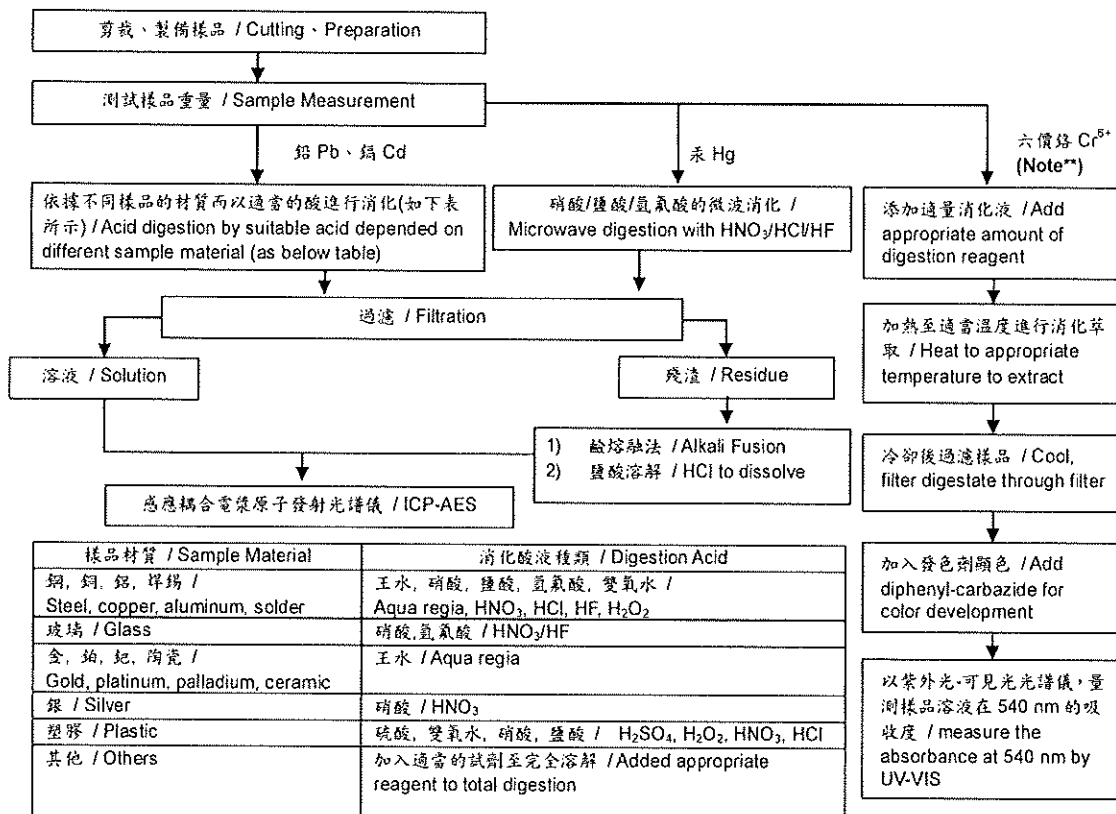 剪裁、製備樣品 / Cutting、Preparation
測試樣品重量 / Sample Measurement
鉛 Pb、鎘 Cd
汞 Hg
六價鉻 Cr⁶⁺
(Note**)
依據不同樣品的材質而以適當的酸進行消化(如下表
所示) / Acid digestion by suitable acid depended on
different sample material (as below table)
硝酸/鹽酸/氫氟酸的微波消化 /
Microwave digestion with HNO₃/HCl/HF
添加適量消化液 / Add
appropriate amount of
digestion reagent
過濾 / Filtration
加熱至適當溫度進行消化萃
取 / Heat to appropriate
temperature to extract
溶液 / Solution
殘渣 / Residue
1) 鹼熔融法 / Alkali Fusion
2) 鹽酸溶解 / HCl to dissolve
冷卻後過濾樣品 / Cool,
filter digestate through filter
感應耦合電漿原子發射光譜儀 / ICP-AES
加入發色劑顯色 / Add
diphenyl-carbazide for
color development
以紫外光-可見光光譜儀，量
測樣品溶液在 540 nm 的吸
收度 / measure the
absorbance at 540 nm by
UV-VIS
樣品材質 / Sample Material
消化酸液種類 / Digestion Acid
鋼, 銅, 鋁, 焊錫 /
Steel, copper, aluminum, solder
王水, 硝酸, 鹽酸, 氫氟酸, 雙氧水 /
Aqua regia, HNO₃, HCl, HF, H₂O₂
玻璃 / Glass
硝酸,氫氟酸 / HNO₃/HF
金, 鉑, 鈀, 陶瓷 /
Gold, platinum, palladium, ceramic
王水 / Aqua regia
銀 / Silver
硝酸 / HNO₃
塑膠 / Plastic
硫酸, 雙氧水, 硝酸, 鹽酸 / H₂SO₄, H₂O₂, HNO₃, HCl
其他 / Others
加入適當的試劑至完全溶解 / Added appropriate
reagent to total digestion